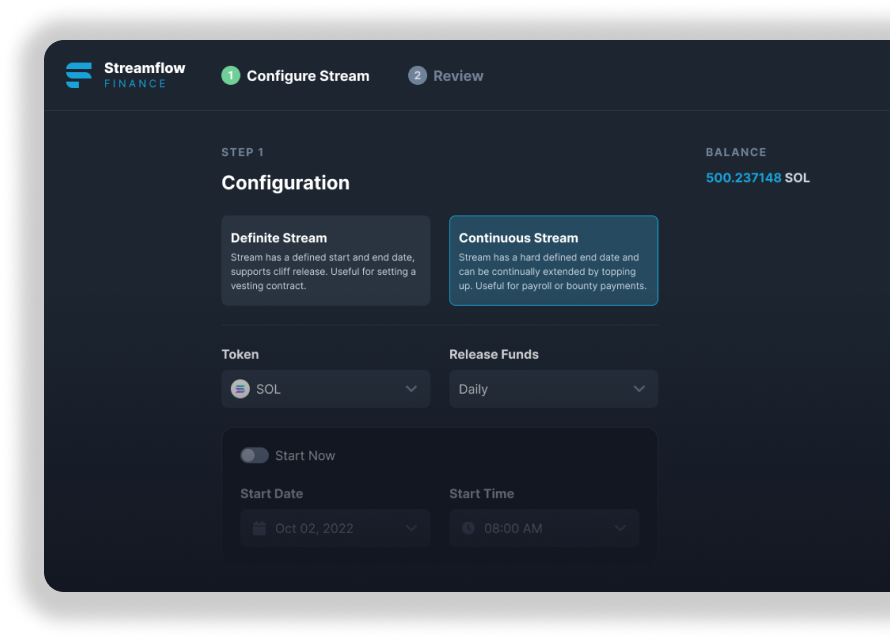 Streamflow
FINANCE
1 Configure Stream
2 Review
STEP 1
Configuration
BALANCE
500.237148 SOL
Definite Stream
Stream has a defined start and end date,
supports cliff release. Useful for setting a
vesting contract.
Continuous Stream
Stream has a hard defined end date and
can be continually extended by topping
up. Useful for payroll or bounty payments.
Token
SOL
Release Funds
Daily
Start Now
Start Date
Oct 02, 2022
Start Time
08:00 AM